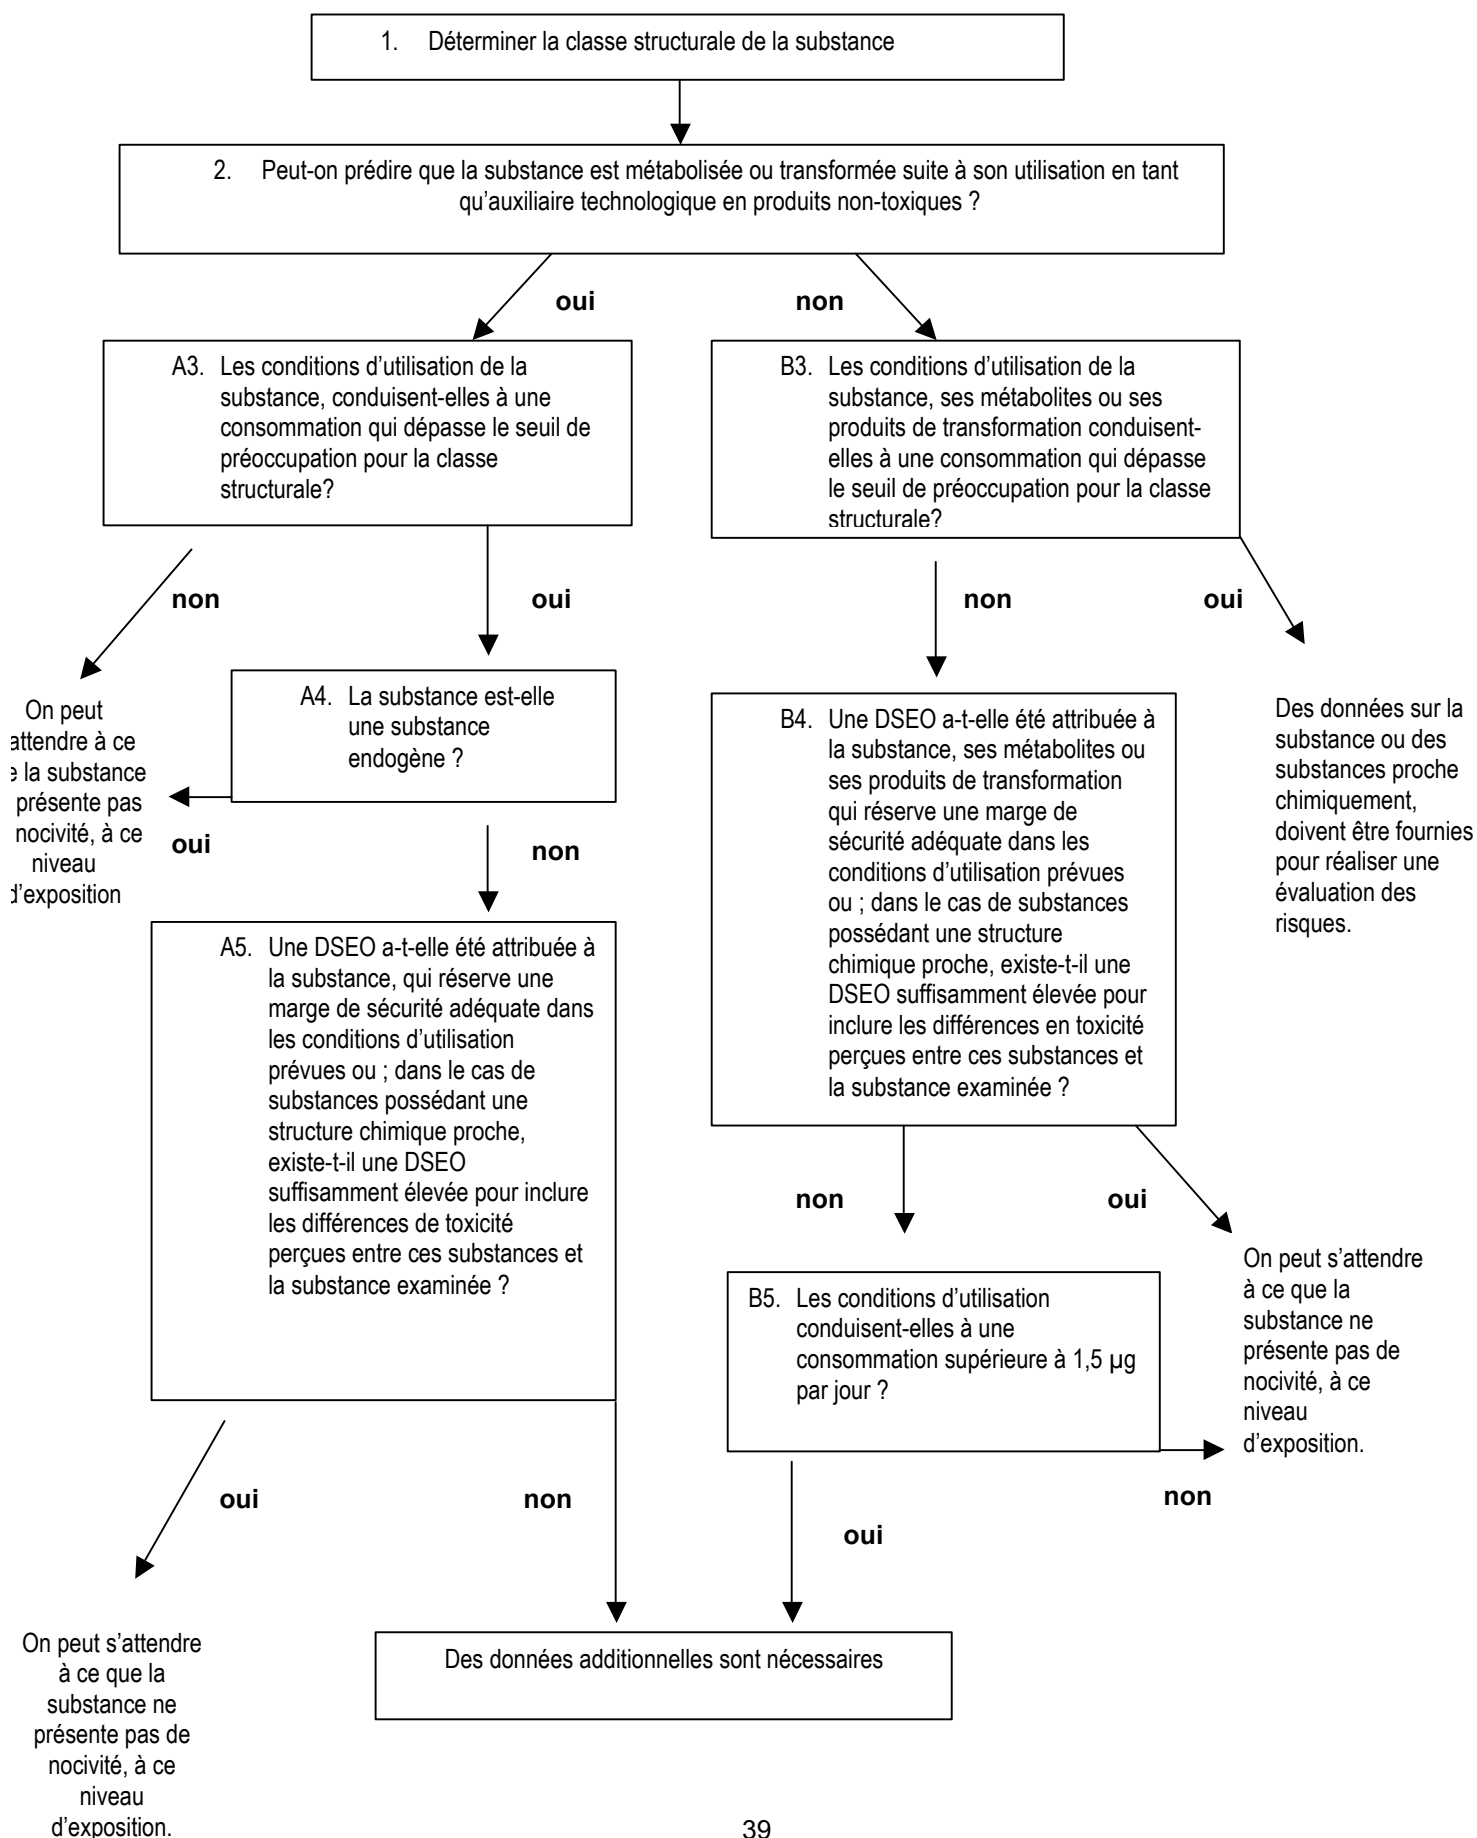 1. Déterminer la classe structurale de la substance
2. Peut-on prédire que la substance est métabolisée ou transformée suite à son utilisation en tant
qu’auxiliaire technologique en produits non-toxiques ?
oui
non
A3. Les conditions d’utilisation de la
substance, conduisent-elles à une
consommation qui dépasse le seuil de
préoccupation pour la classe
structurale?
B3. Les conditions d’utilisation de la
substance, ses métabolites ou ses
produits de transformation conduisent-
elles à une consommation qui dépasse
le seuil de préoccupation pour la classe
structurale?
non
oui
non
oui
On peut
attendre à ce
e la substance
présente pas
nocivité, à ce
niveau
d’exposition
A4. La substance est-elle
une substance
endogène ?
oui
non
B4. Une DSEO a-t-elle été attribuée à
la substance, ses métabolites ou
ses produits de transformation
qui réserve une marge de
sécurité adéquate dans les
conditions d’utilisation prévues
ou ; dans le cas de substances
possédant une structure
chimique proche, existe-t-il une
DSEO suffisamment élevée pour
inclure les différences en toxicité
perçues entre ces substances et
la substance examinée ?
Des données sur la
substance ou des
substances proche
chimiquement,
doivent être fournies
pour réaliser une
évaluation des
risques.
A5. Une DSEO a-t-elle été attribuée à
la substance, qui réserve une
marge de sécurité adéquate dans
les conditions d’utilisation
prévues ou ; dans le cas de
substances possédant une
structure chimique proche,
existe-t-il une DSEO
suffisamment élevée pour inclure
les différences de toxicité
perçues entre ces substances et
la substance examinée ?
non
oui
B5. Les conditions d’utilisation
conduisent-elles à une
consommation supérieure à 1,5 µg
par jour ?
On peut s’attendre
à ce que la
substance ne
présente pas de
nocivité, à ce
niveau
d’exposition.
oui
non
oui
non
On peut s’attendre
à ce que la
substance ne
présente pas de
nocivité, à ce
niveau
d’exposition.
Des données additionnelles sont nécessaires
39